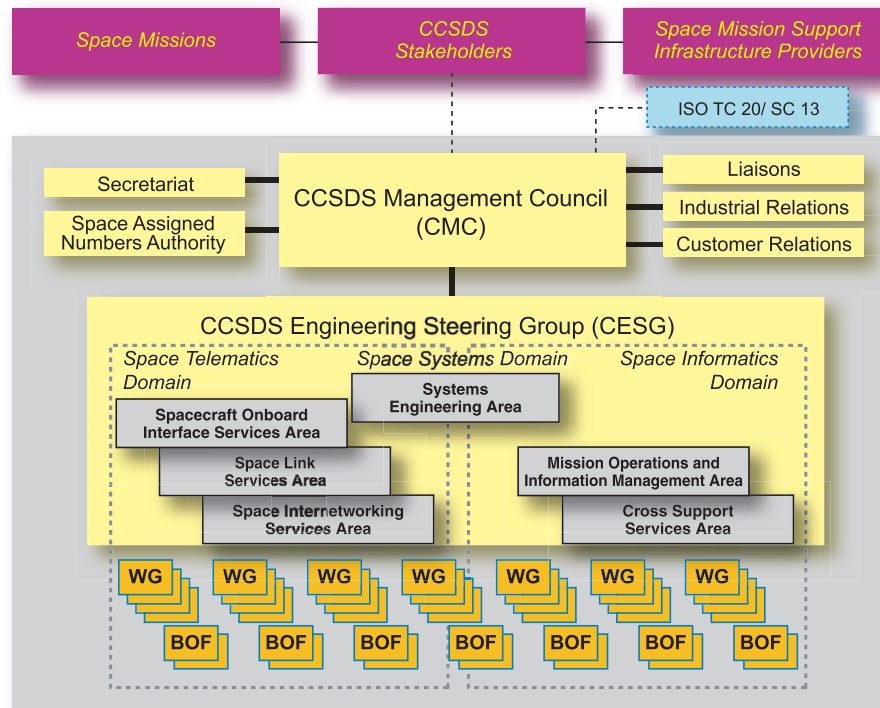 Space Missions
CCSDS
Stakeholders
Space Mission Support
Infrastructure Providers
ISO TC 20/ SC 13
Secretariat
Space Assigned
Numbers Authority
CCSDS Management Council
(CMC)
Liaisons
Industrial Relations
Customer Relations
CCSDS Engineering Steering Group (CESG)
Space Telematics
Domain
Space Systems Domain
Space Informatics
Domain
Systems
Engineering Area
Spacecraft Onboard
Interface Services Area
Space Link
Services Area
Space Internetworking
Services Area
Mission Operations and
Information Management Area
Cross Support
Services Area
WG
WG
WG
WG
WG
WG
WG
BOF
BOF
BOF
BOF
BOF
BOF
BOF